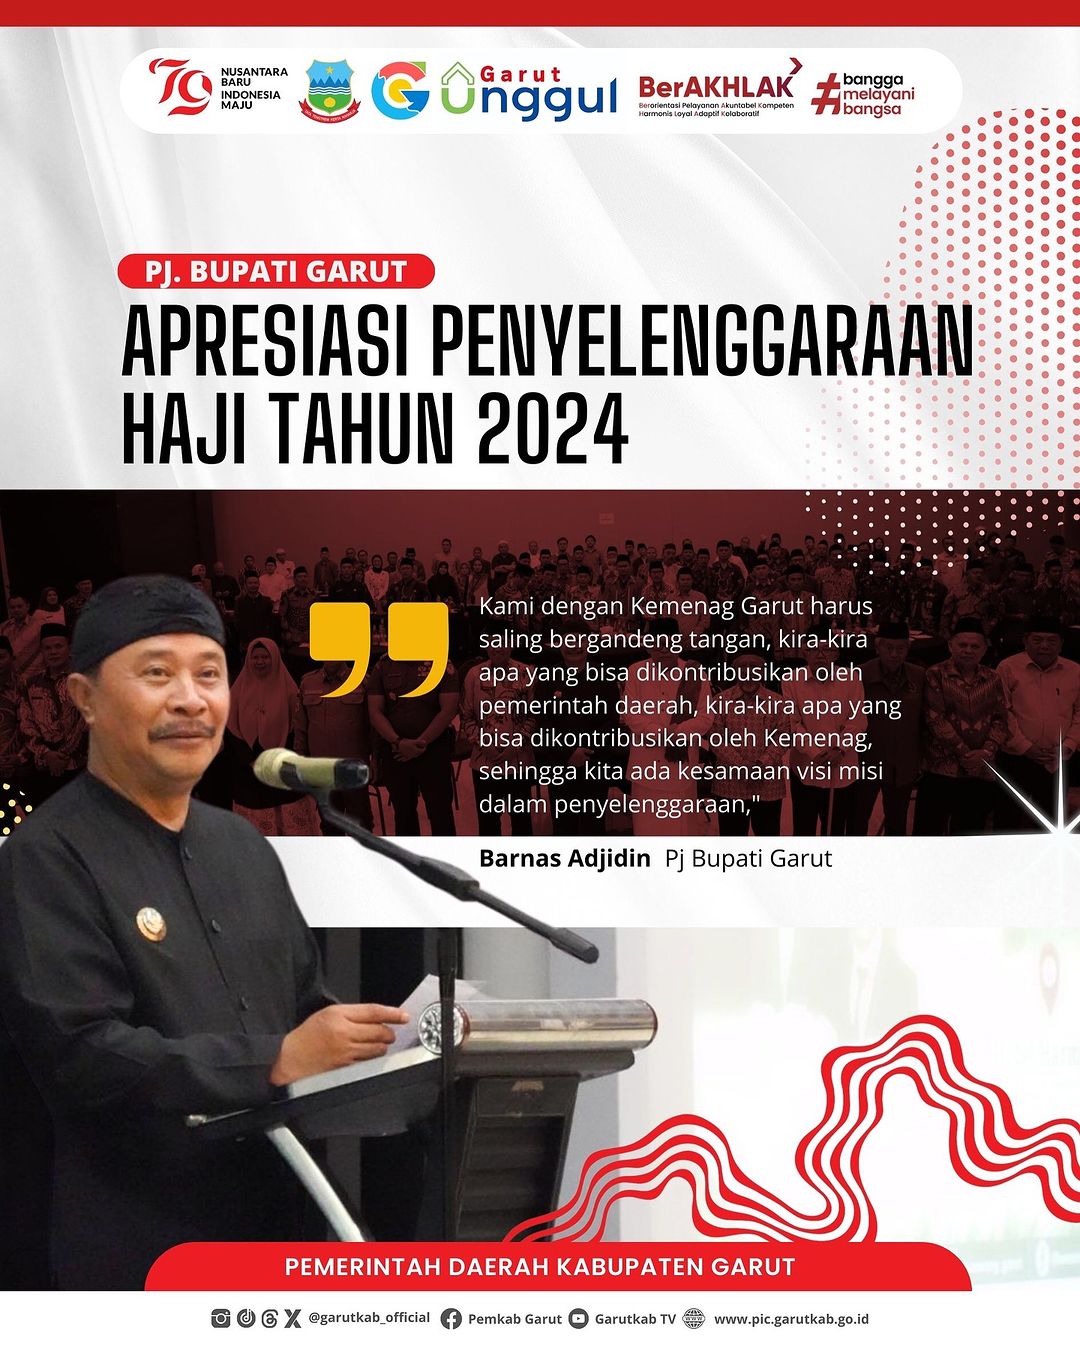 79
NUSANTARA
BARU
INDONESIA
MAJU
G
Garut
Unggul
BerAKHLAK
Berorientasi Pelayanan Akuntabel Kompeten
Harmonis Loyal Adaptif Kolaboratif
#bangga
melayani
bangsa
PJ. BUPATI GARUT
APRESIASI PENYELENGGARAAN
HAJI TAHUN 2024
Kami dengan Kemenag Garut harus
saling bergandeng tangan, kira-kira
apa yang bisa dikontribusikan oleh
pemerintah daerah, kira-kira apa yang
bisa dikontribusikan oleh Kemenag,
sehingga kita ada kesamaan visi misi
dalam penyelenggaraan,"
Barnas Adjidin Pj Bupati Garut
PEMERINTAH DAERAH KABUPATEN GARUT
@garutkab_official Pemkab Garut Garutkab TV www.pic.garutkab.go.id